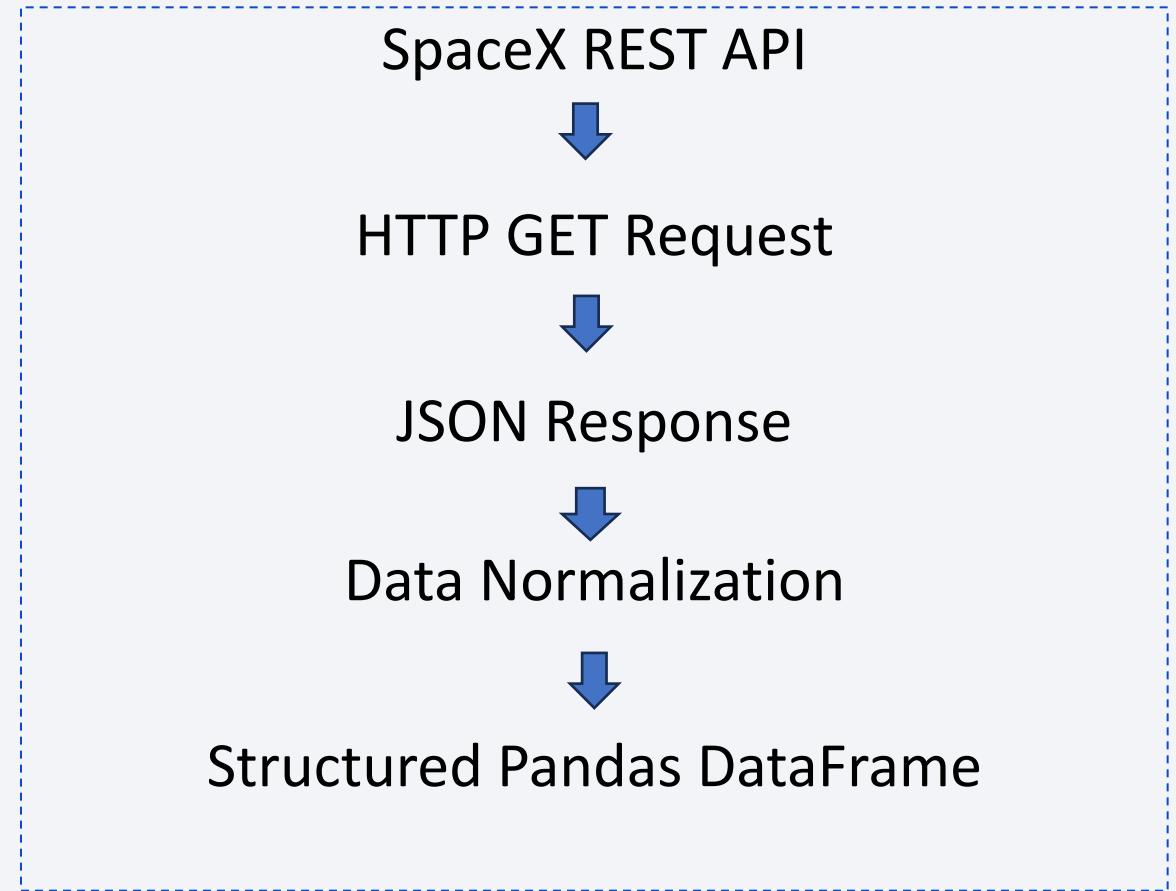 SpaceX REST API
HTTP GET Request
JSON Response
Data Normalization
Structured Pandas DataFrame